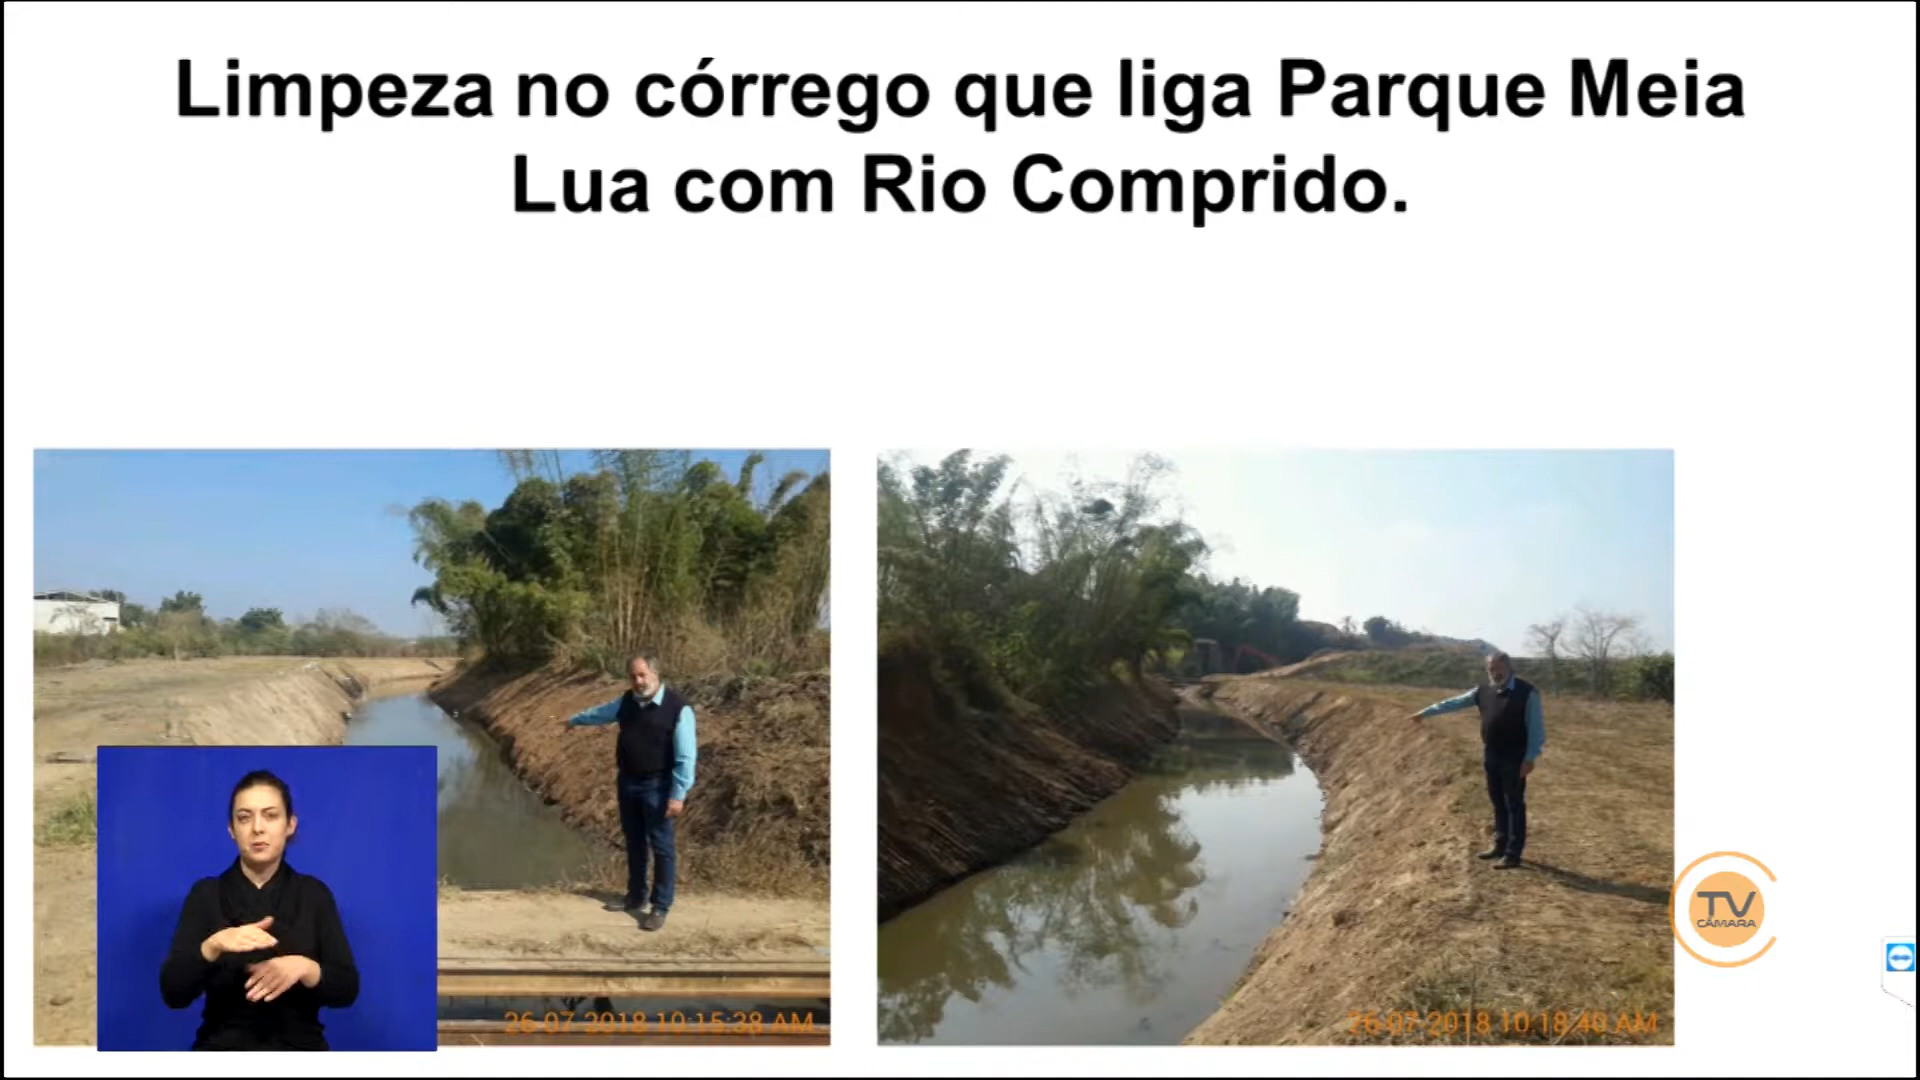 Limpeza no córrego que liga Parque Meia
Lua com Rio Comprido.
26-07-2018 10:15:38 AM
26-07-2018 10:18:40 AM
TV
CÂMARA